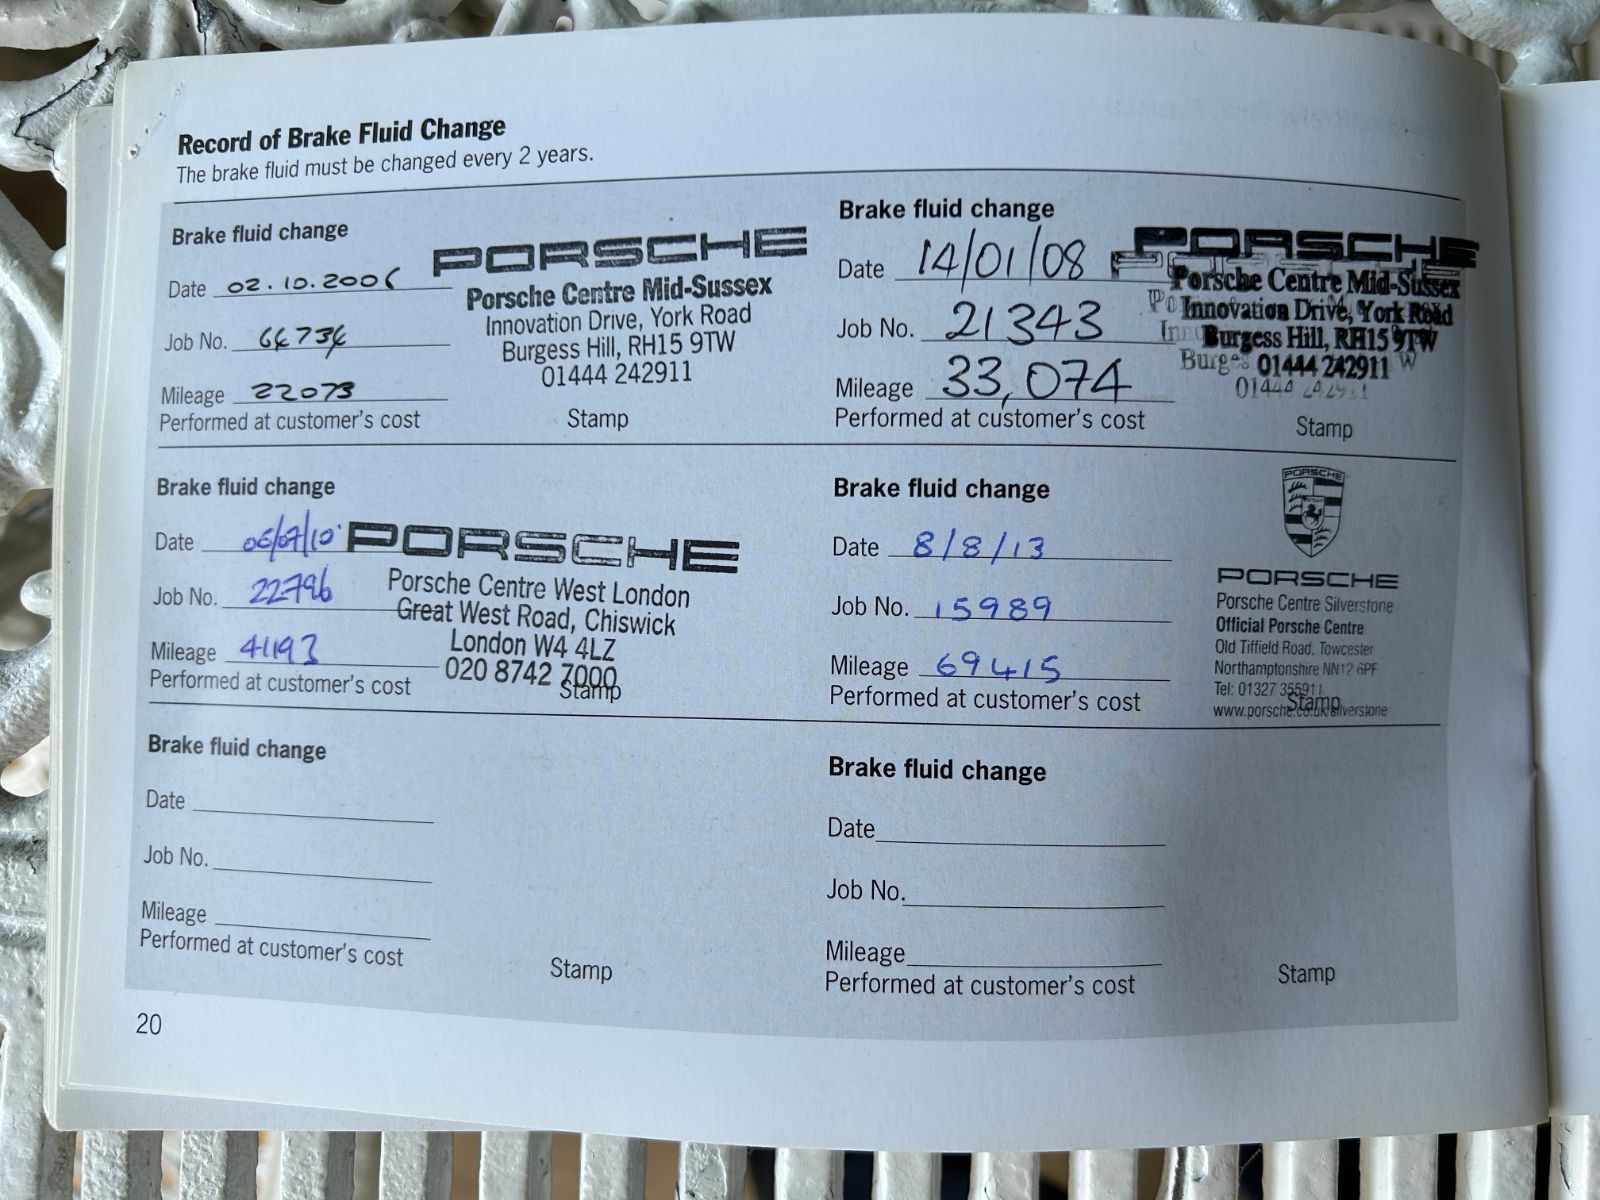 Record of Brake Fluid Change
The brake fluid must be changed every 2 years.
Brake fluid change
Date 02.10.2006
Job No.
Mileage 22073
Performed at customer's cost
PORSCHE
Porsche Centre Mid-Sussex
Innovation Drive, York Road
Burgess Hill, RH15 9TW
01444 242911
Stamp
Brake fluid change
Date 14/01/08
Job No. 21343
Mileage 33,074
Performed at customer's cost
PORSCHE
Porsche Centre Mid-Sussex
Innovation Drive, York Road
Burgess Hill, RH15 9TW
01444 242911
Stamp
Brake fluid change
Date 06/07/10
Job No. 22796
Mileage 41193
Performed at customer's cost
PORSCHE
Porsche Centre West London
Great West Road, Chiswick
London W4 4LZ
020 8742 7000
Stamp
Brake fluid change
Date 8/8/13
Job No. 15989
Mileage 69415
Performed at customer's cost
PORSCHE
PORSCHE
Porsche Centre Silverstone
Official Porsche Centre
Old Tiffield Road, Towcester
Northamptonshire NN12 6PF
Tel: 01327 355911
www.porsche.co.uk/silverstone
Stamp
Brake fluid change
Date
Job No.
Mileage
Performed at customer's cost
Stamp
Brake fluid change
Date
Job No.
Mileage
Performed at customer's cost
Stamp
20